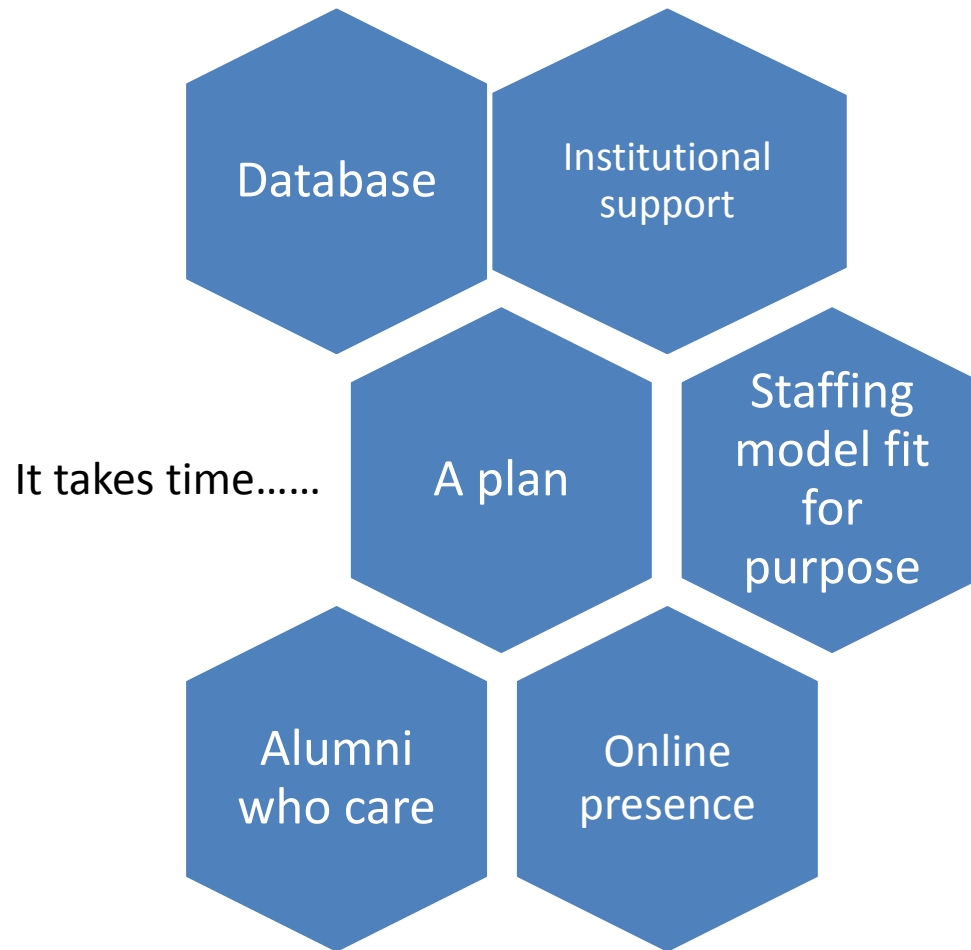 Database
Institutional
support
It takes time......
A plan
Staffing
model fit
for
purpose
Alumni
who care
Online
presence